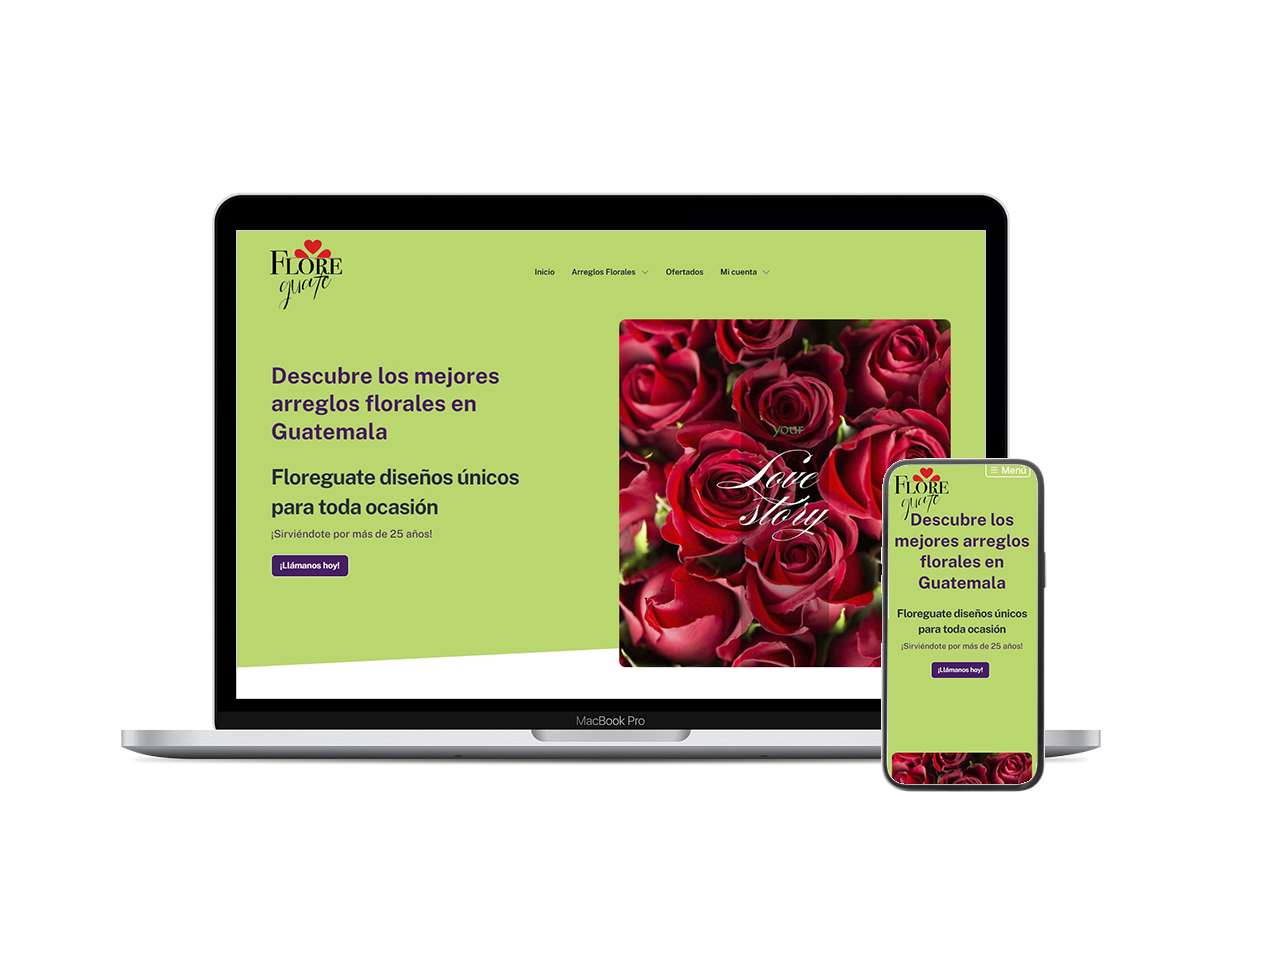 FLORE
guate
Inicio Arreglos Florales Ofertados Mi cuenta
Descubre los mejores
arreglos florales en
Guatemala
Floreguate diseños únicos
para toda ocasión
¡Sirviéndote por más de 25 años!
¡Llámanos hoy!
your
Love
story
MacBook Pro
Menú
FLORE
guate
Descubre los
mejores arreglos
florales en
Guatemala
Floreguate diseños únicos
para toda ocasión
¡Sirviéndote por más de 25 años!
¡Llámanos hoy!